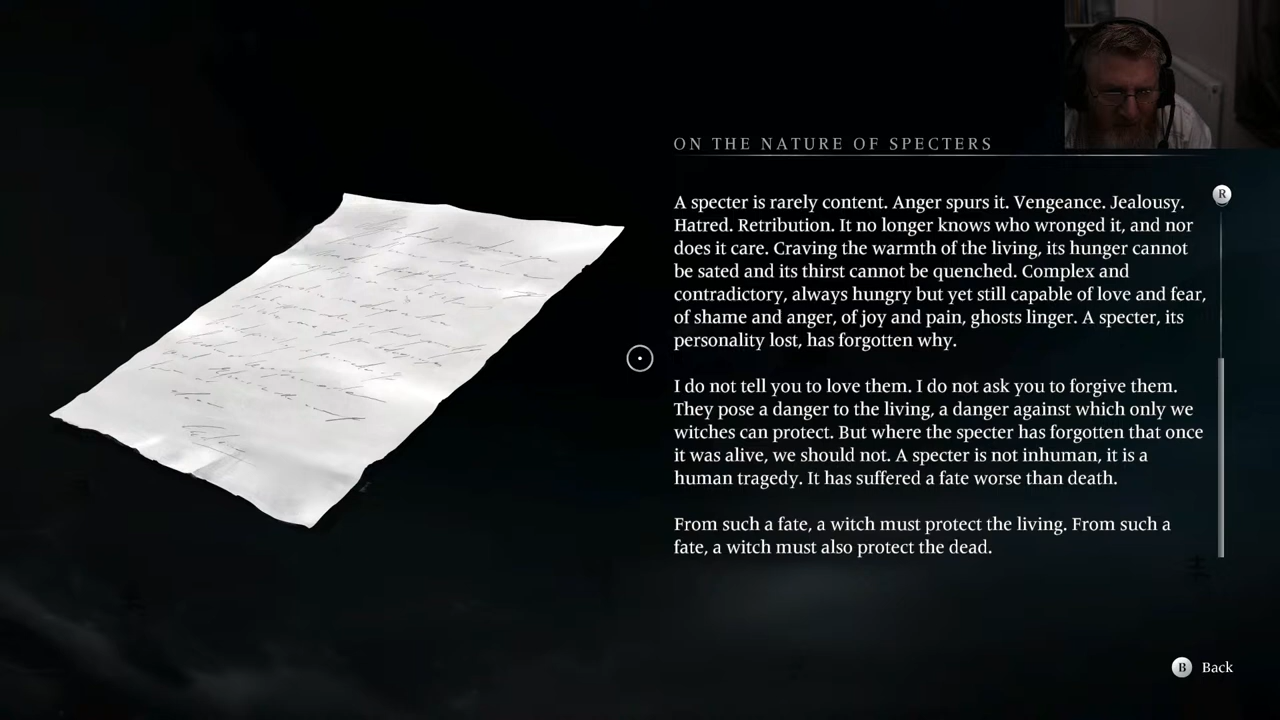 ON THE NATURE OF SPECTERS
A specter is rarely content. Anger spurs it. Vengeance. Jealousy.
Hatred. Retribution. It no longer knows who wronged it, and nor
does it care. Craving the warmth of the living, its hunger cannot
be sated and its thirst cannot be quenched. Complex and
contradictory, always hungry but yet still capable of love and fear,
of shame and anger, of joy and pain, ghosts linger. A specter, its
personality lost, has forgotten why.
I do not tell you to love them. I do not ask you to forgive them.
They pose a danger to the living, a danger against which only we
witches can protect. But where the specter has forgotten that once
it was alive, we should not. A specter is not inhuman, it is a
human tragedy. It has suffered a fate worse than death.
From such a fate, a witch must protect the living. From such a
fate, a witch must also protect the dead.
R
B Back